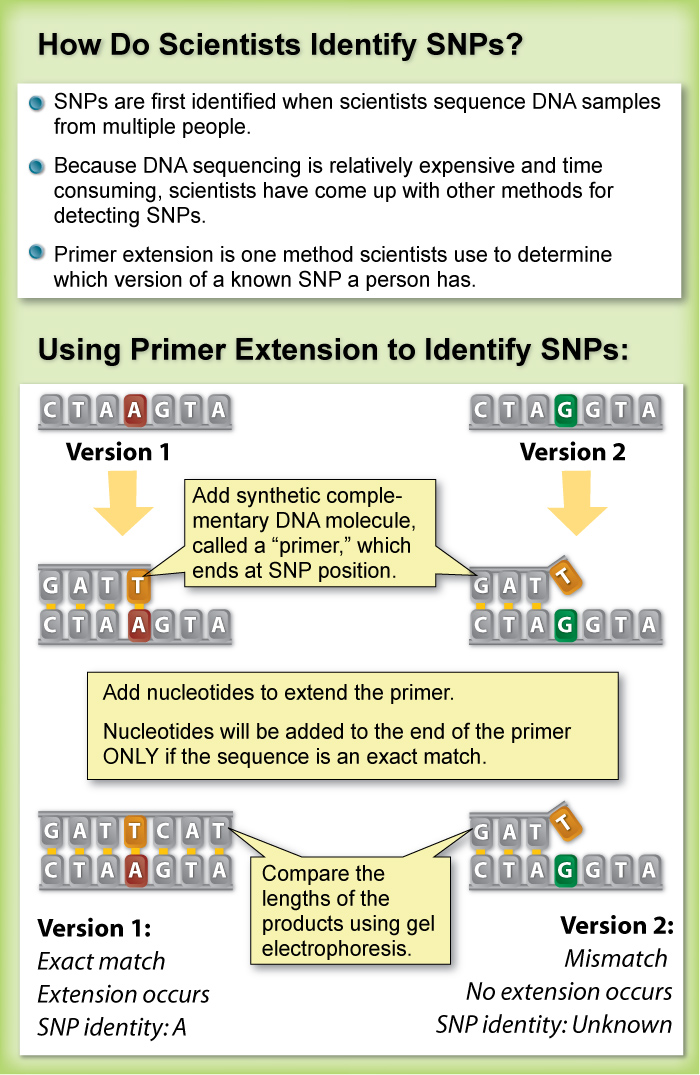 How Do Scientists Identify SNPs?
SNPs are first identified when scientists sequence DNA samples
from multiple people.
Because DNA sequencing is relatively expensive and time
consuming, scientists have come up with other methods for
detecting SNPs.
Primer extension is one method scientists use to determine
which version of a known SNP a person has.
Using Primer Extension to Identify SNPs:
C T A A G T A
C T A G G T A
Version 1
Version 2
Add synthetic comple-
mentary DNA molecule,
called a “primer,” which
ends at SNP position.
G A T T
C T A A G T A
G A T T
C T A G G T A
Add nucleotides to extend the primer.
Nucleotides will be added to the end of the primer
ONLY if the sequence is an exact match.
G A T T C A T
C T A A G T A
G A T T
C T A G G T A
Compare the
lengths of the
products using gel
electrophoresis.
Version 1:
Exact match
Extension occurs
SNP identity: A
Version 2:
Mismatch
No extension occurs
SNP identity: Unknown